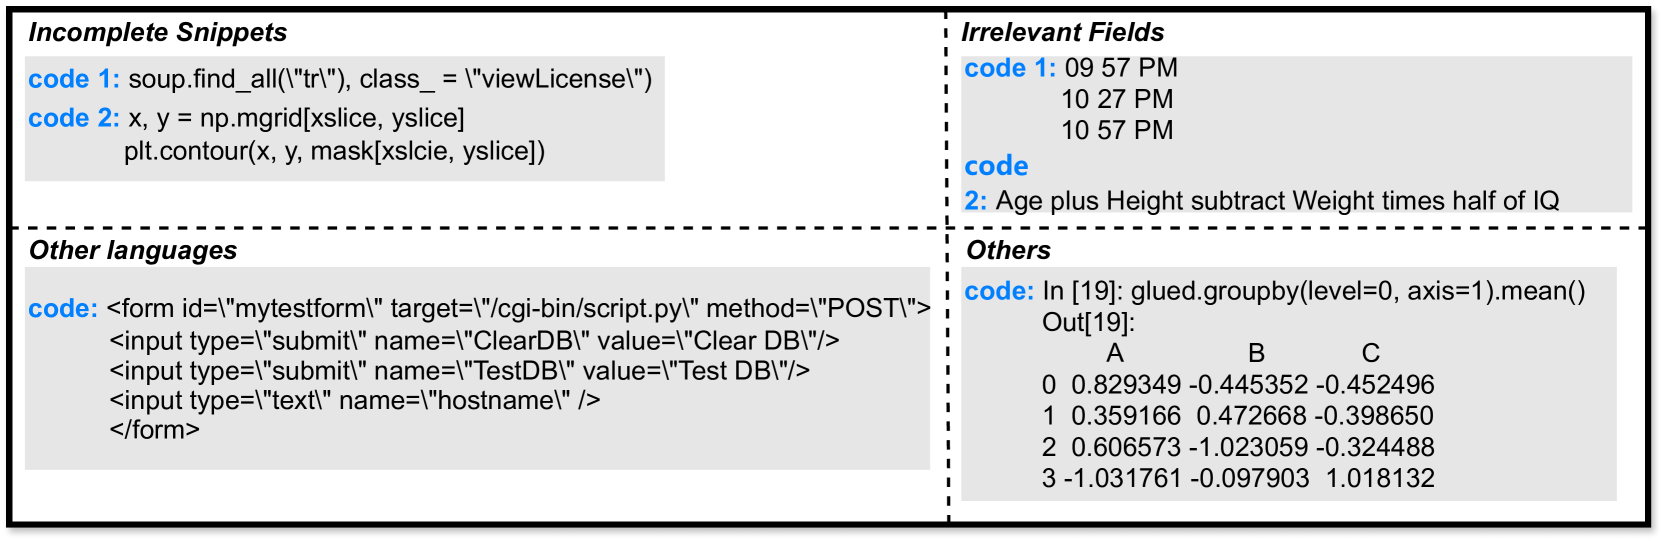 Incomplete Snippets
code 1: soup.find_all(\"tr\"), class_ = \"viewLicense\")
code 2: x, y = np.mgrid[xslice, yslice]
plt.contour(x, y, mask[xslcie, yslice])
Irrelevant Fields
code 1: 09 57 PM
10 27 PM
10 57 PM
code
2: Age plus Height subtract Weight times half of IQ
Other languages
code: <form id=\"mytestform\" target=\"/cgi-bin/script.py\" method=\"POST\">
<input type=\"submit\" name=\"ClearDB\" value=\"Clear DB\"/>
<input type=\"submit\" name=\"TestDB\" value=\"Test DB\"/>
<input type=\"text\" name=\"hostname\" />
</form>
Others
code: In [19]: glued.groupby(level=0, axis=1).mean()
Out[19]:
A B C
0 0.829349 -0.445352 -0.452496
1 0.359166 0.472668 -0.398650
2 0.606573 -1.023059 -0.324488
3 -1.031761 -0.097903 1.018132